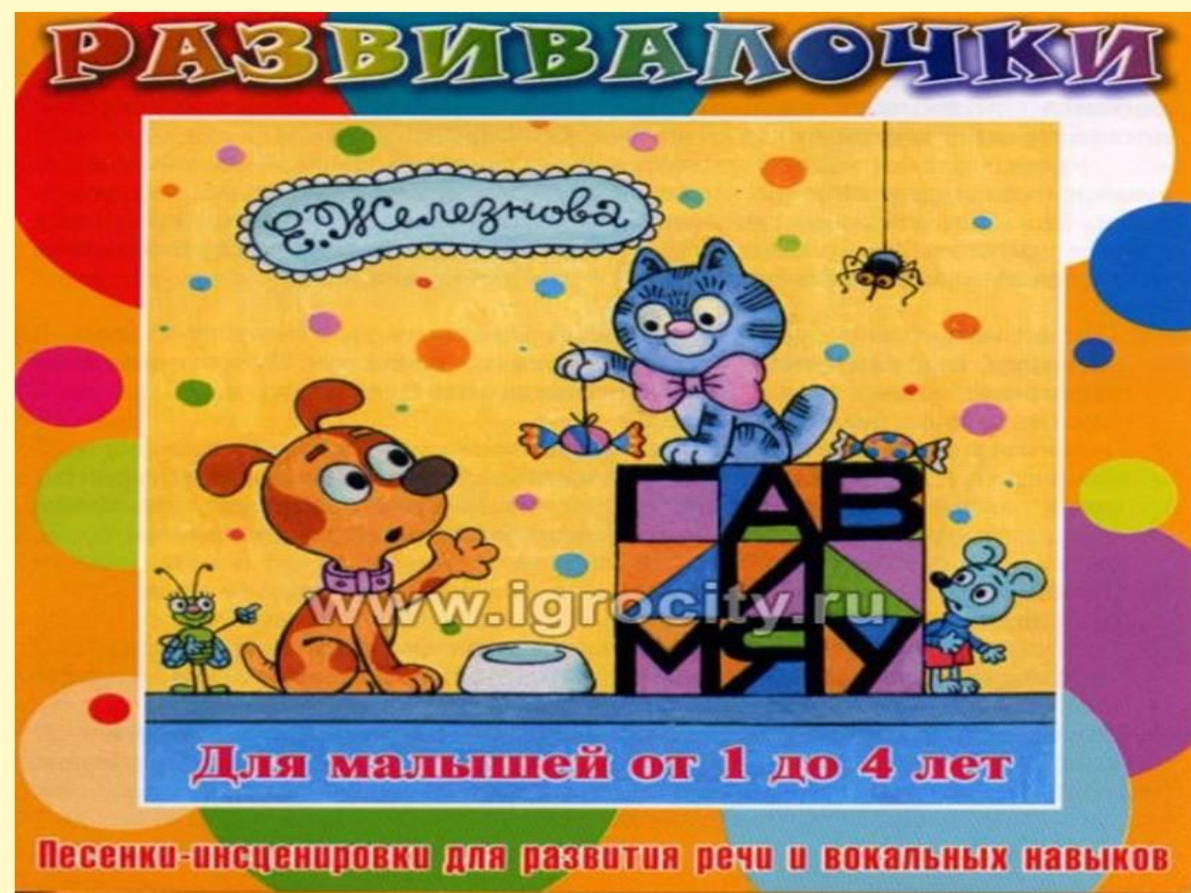 РАЗВИВАЛОЧКИ
Е. Железнова
ГАВ
И
МЯУ
www.igrocity.ru
Для малышей от 1 до 4 лет
Песенки-инсценировки для развития речи и вокальных навыков